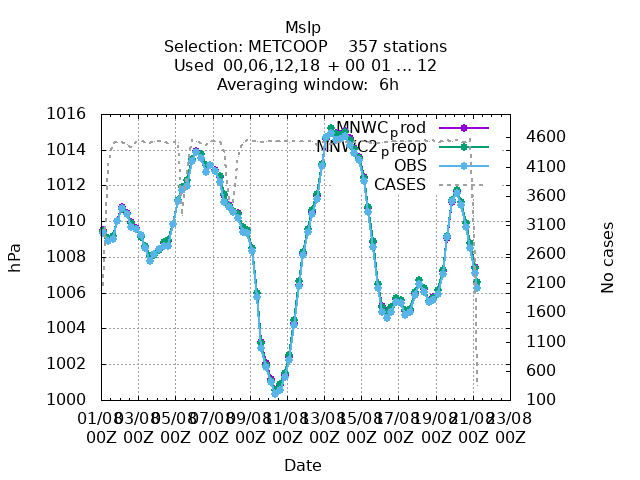 Mslp
Selection: METCOOP 357 stations
Used 00,06,12,18 + 00 01 ... 12
Averaging window: 6h
1016
1014
1012
1010
1008
1006
1004
1002
1000
hPa
4600
4100
3600
3100
2600
2100
1600
1100
600
100
No cases
MNWC_prod
MNWC2_preop
OBS
CASES
01/08 03/08 05/08 07/08 09/08 11/08 13/08 15/08 17/08 19/08 21/08 23/08
00Z 00Z 00Z 00Z 00Z 00Z 00Z 00Z 00Z 00Z 00Z 00Z
Date